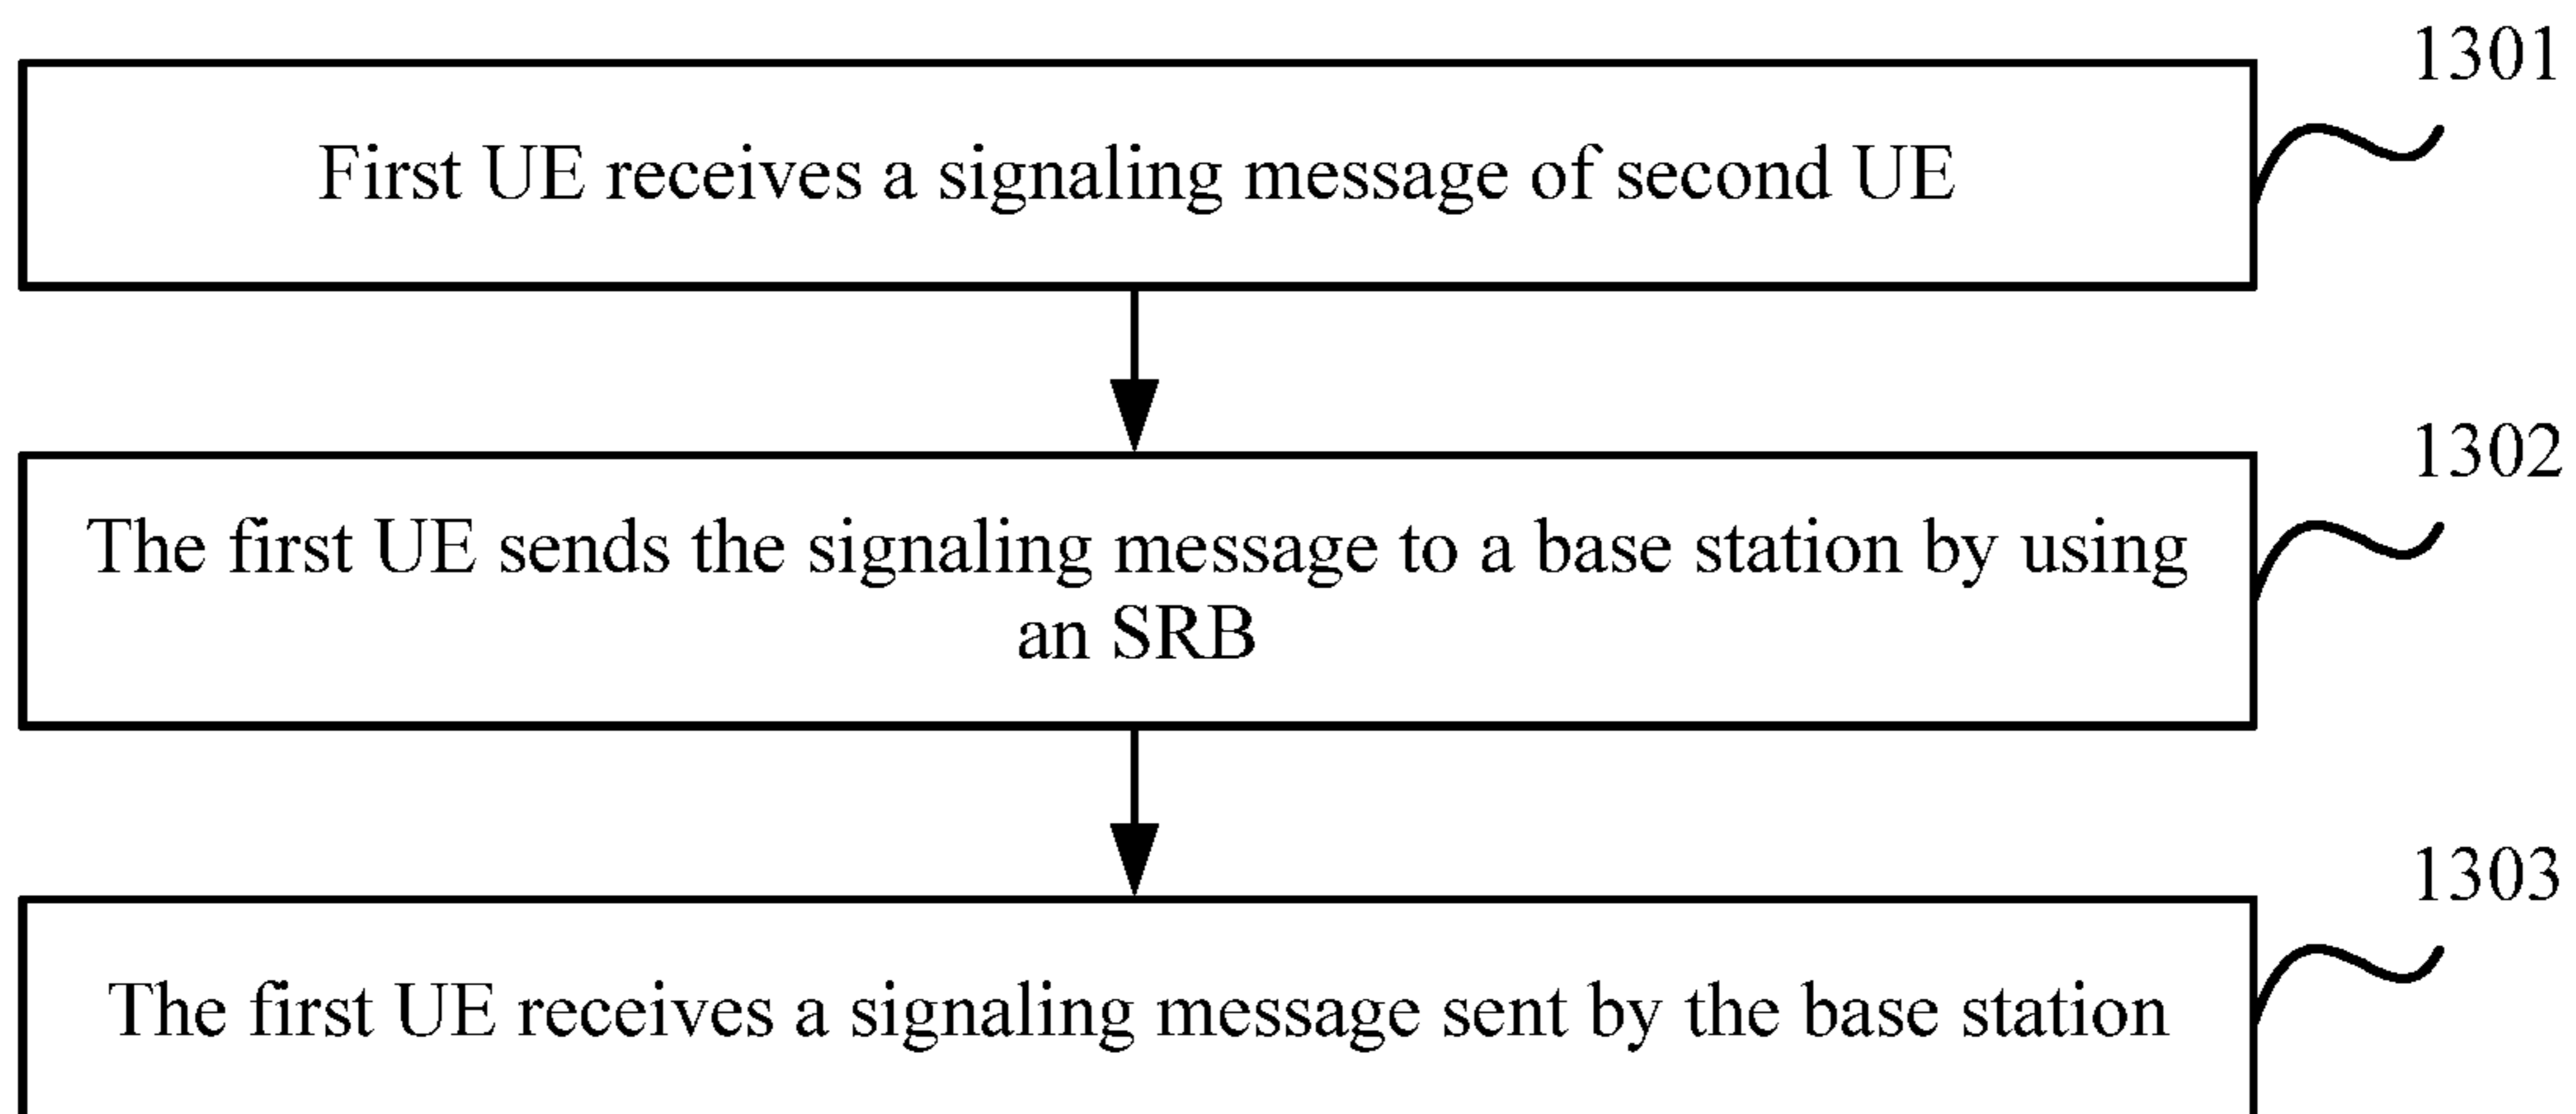 1301
First UE receives a signaling message of second UE
1302
The first UE sends the signaling message to a base station by using
an SRB
1303
The first UE receives a signaling message sent by the base station